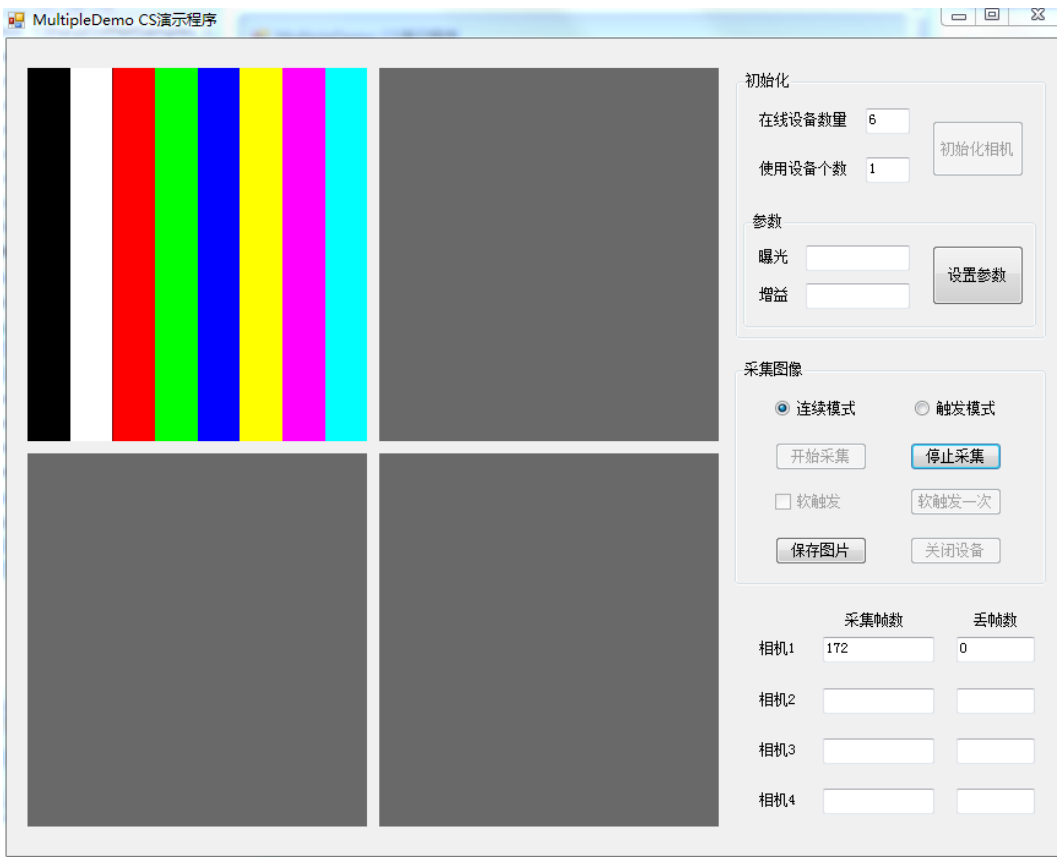 MultipleDemo CS演示程序
初始化
在线设备数量 6
初始化相机
使用设备个数 1
参数
曝光
设置参数
增益
采集图像
连续模式 触发模式
开始采集 停止采集
软触发 软触发一次
保存图片 关闭设备
采集帧数 丢帧数
相机1 172 0
相机2
相机3
相机4